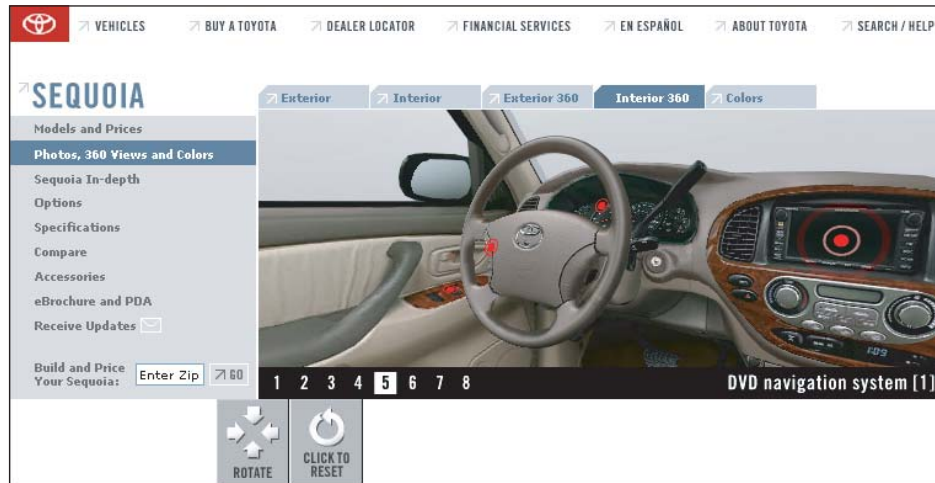 VEHICLES
BUY A TOYOTA
DEALER LOCATOR
FINANCIAL SERVICES
EN ESPAÑOL
ABOUT TOYOTA
SEARCH / HELP
SEQUOIA
Exterior
Interior
Exterior 360
Interior 360
Colors
Models and Prices
Photos, 360 Views and Colors
Sequoia In-depth
Options
Specifications
Compare
Accessories
eBrochure and PDA
Receive Updates
Build and Price
Your Sequoia:
Enter Zip
GO
1 2 3 4 5 6 7 8
DVD navigation system [1]
ROTATE
CLICK TO
RESET